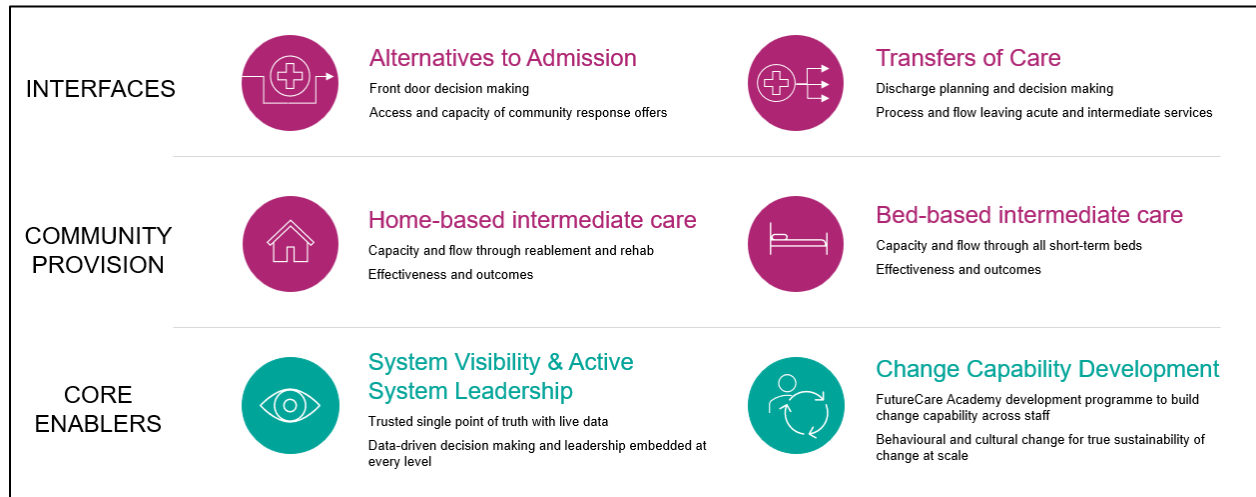 INTERFACES
Alternatives to Admission
Front door decision making
Access and capacity of community response offers
Transfers of Care
Discharge planning and decision making
Process and flow leaving acute and intermediate services
COMMUNITY
PROVISION
Home-based intermediate care
Capacity and flow through reablement and rehab
Effectiveness and outcomes
Bed-based intermediate care
Capacity and flow through all short-term beds
Effectiveness and outcomes
CORE
ENABLERS
System Visibility & Active
System Leadership
Trusted single point of truth with live data
Data-driven decision making and leadership embedded at
every level
Change Capability Development
FutureCare Academy development programme to build
change capability across staff
Behavioural and cultural change for true sustainability of
change at scale